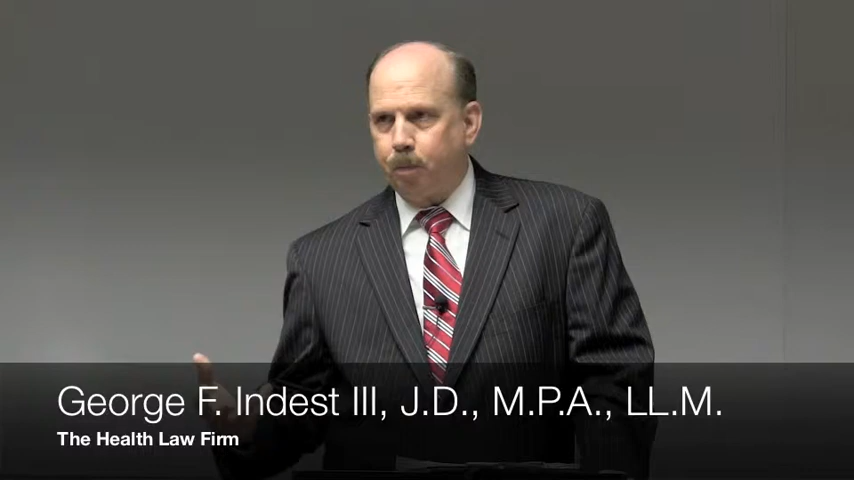 George F. Indest III, J.D., M.P.A., LL.M.
The Health Law Firm